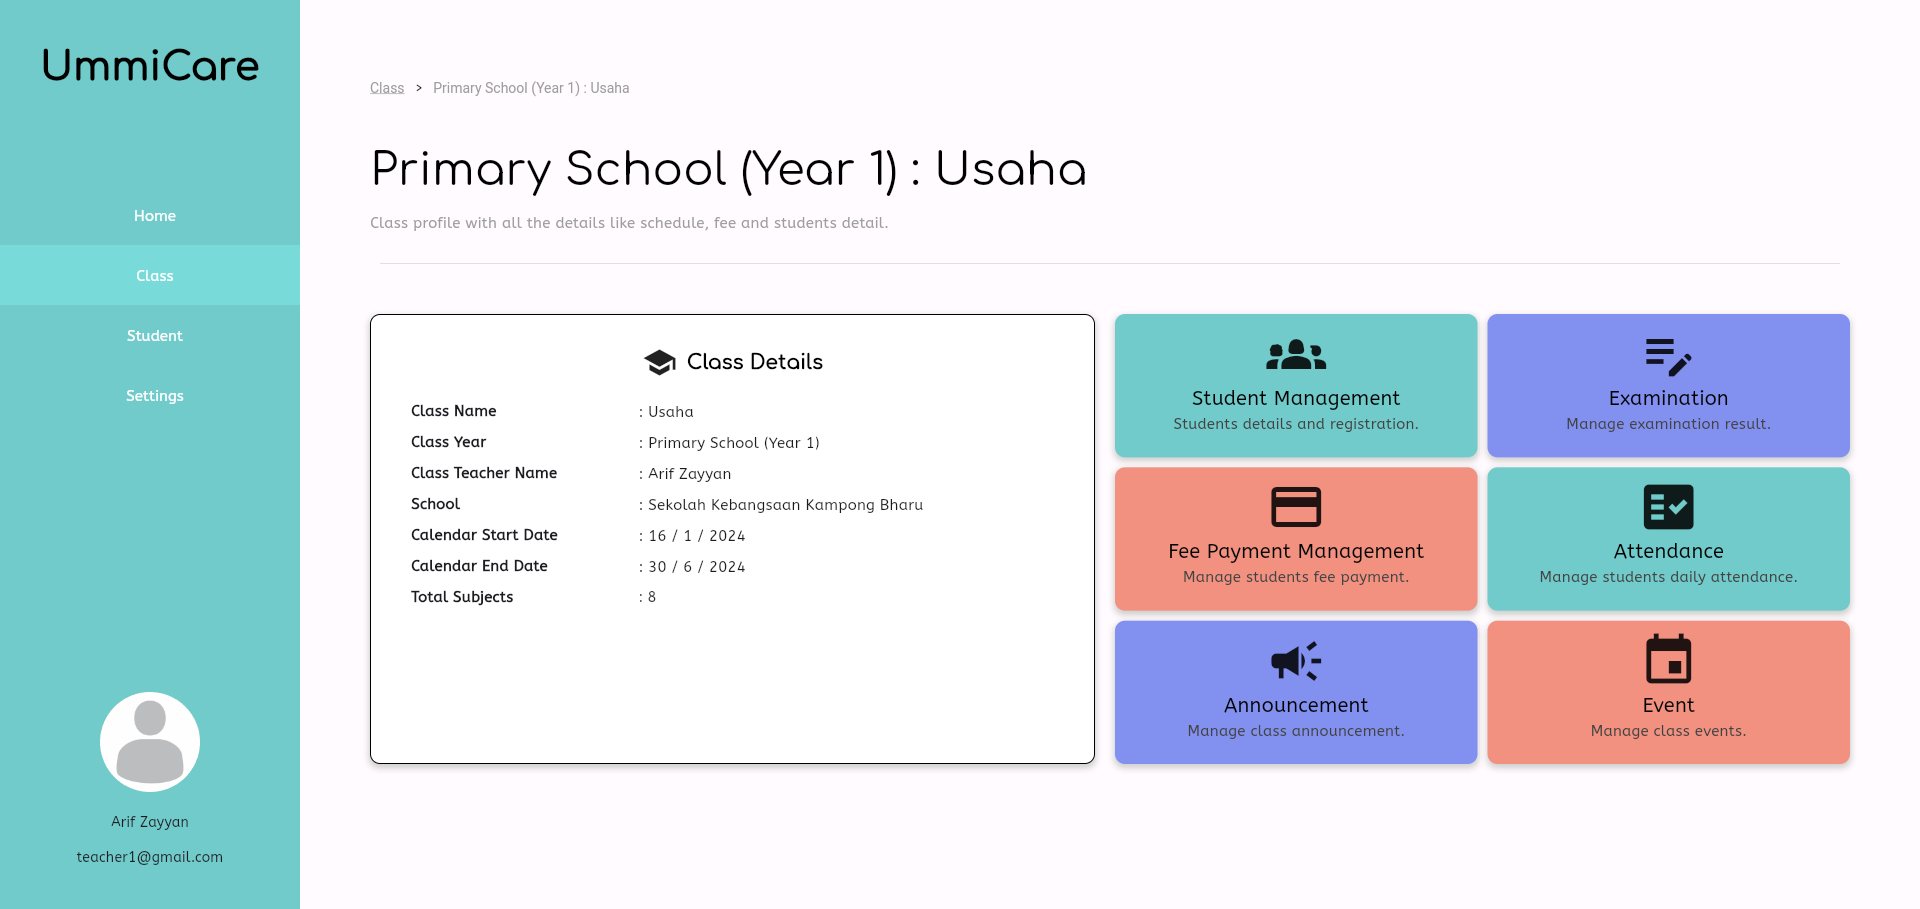 UmmiCare
Home
Class
Student
Settings
Arif Zayyan
teacher1@gmail.com
Class > Primary School (Year 1) : Usaha
Primary School (Year 1) : Usaha
Class profile with all the details like schedule, fee and students detail.
Class Details
Class Name : Usaha
Class Year : Primary School (Year 1)
Class Teacher Name : Arif Zayyan
School : Sekolah Kebangsaan Kampong Bharu
Calendar Start Date : 16 / 1 / 2024
Calendar End Date : 30 / 6 / 2024
Total Subjects : 8
Student Management
Students details and registration.
Examination
Manage examination result.
Fee Payment Management
Manage students fee payment.
Attendance
Manage students daily attendance.
Announcement
Manage class announcement.
Event
Manage class events.